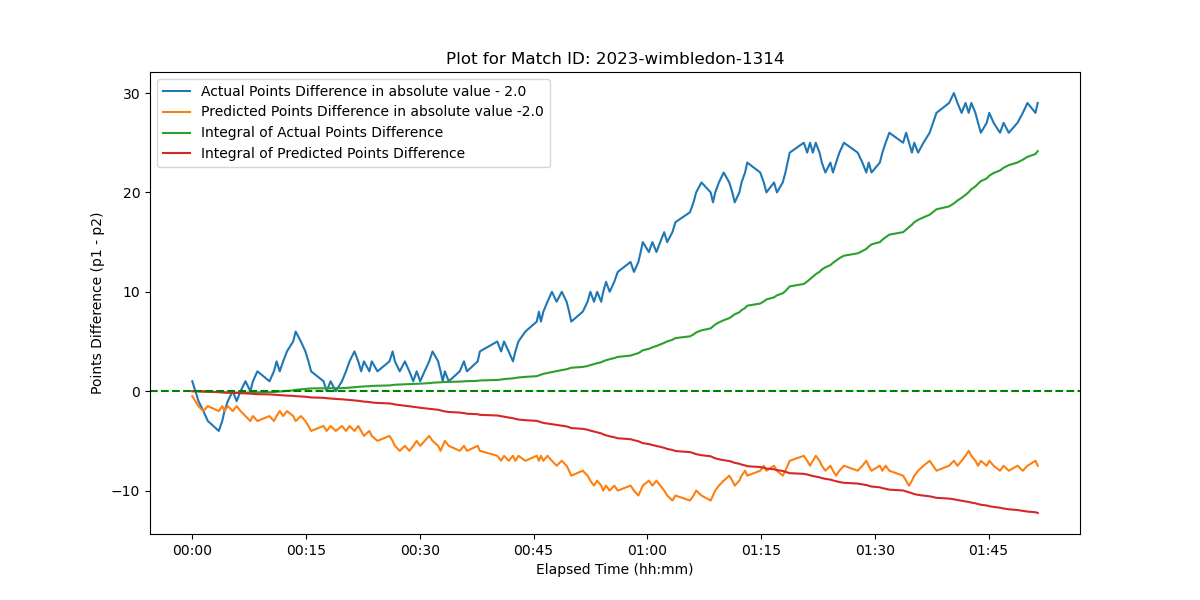 Plot for Match ID: 2023-wimbledon-1314
Actual Points Difference in absolute value - 2.0
Predicted Points Difference in absolute value -2.0
Integral of Actual Points Difference
Integral of Predicted Points Difference
Points Difference (p1 - p2)
30
20
10
0
−10
00:00 00:15 00:30 00:45 01:00 01:15 01:30 01:45
Elapsed Time (hh:mm)